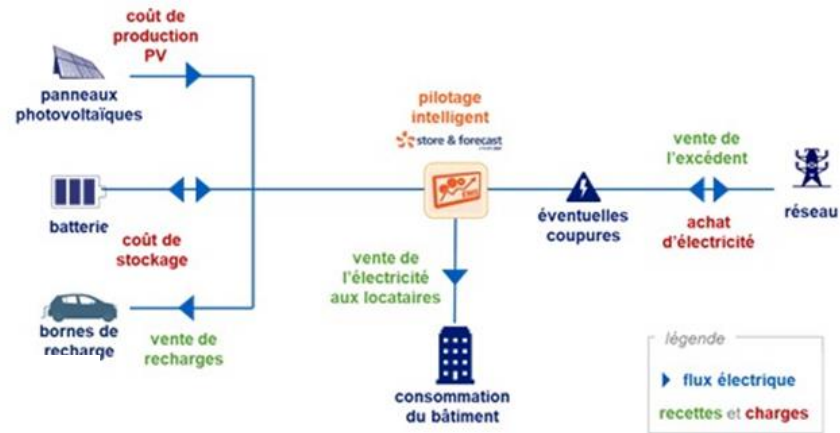 coût de
production
PV
panneaux
photovoltaïques
pilotage
intelligent
store & forecast
EMS
vente de
l'excédent
batterie
éventuelles
coupures
réseau
achat
d'électricité
coût de
stockage
vente de
l'électricité
aux locataires
bornes de
recharge
vente de
recharges
consommation
du bâtiment
légende
flux électrique
recettes et charges